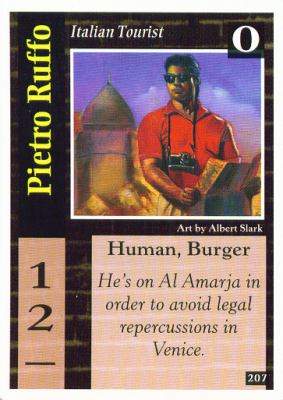 Pietro Ruffo
Italian Tourist
0
Art by Albert Slark
Human, Burger
1
2
—
He's on Al Amarja in
order to avoid legal
repercussions in
Venice.
207